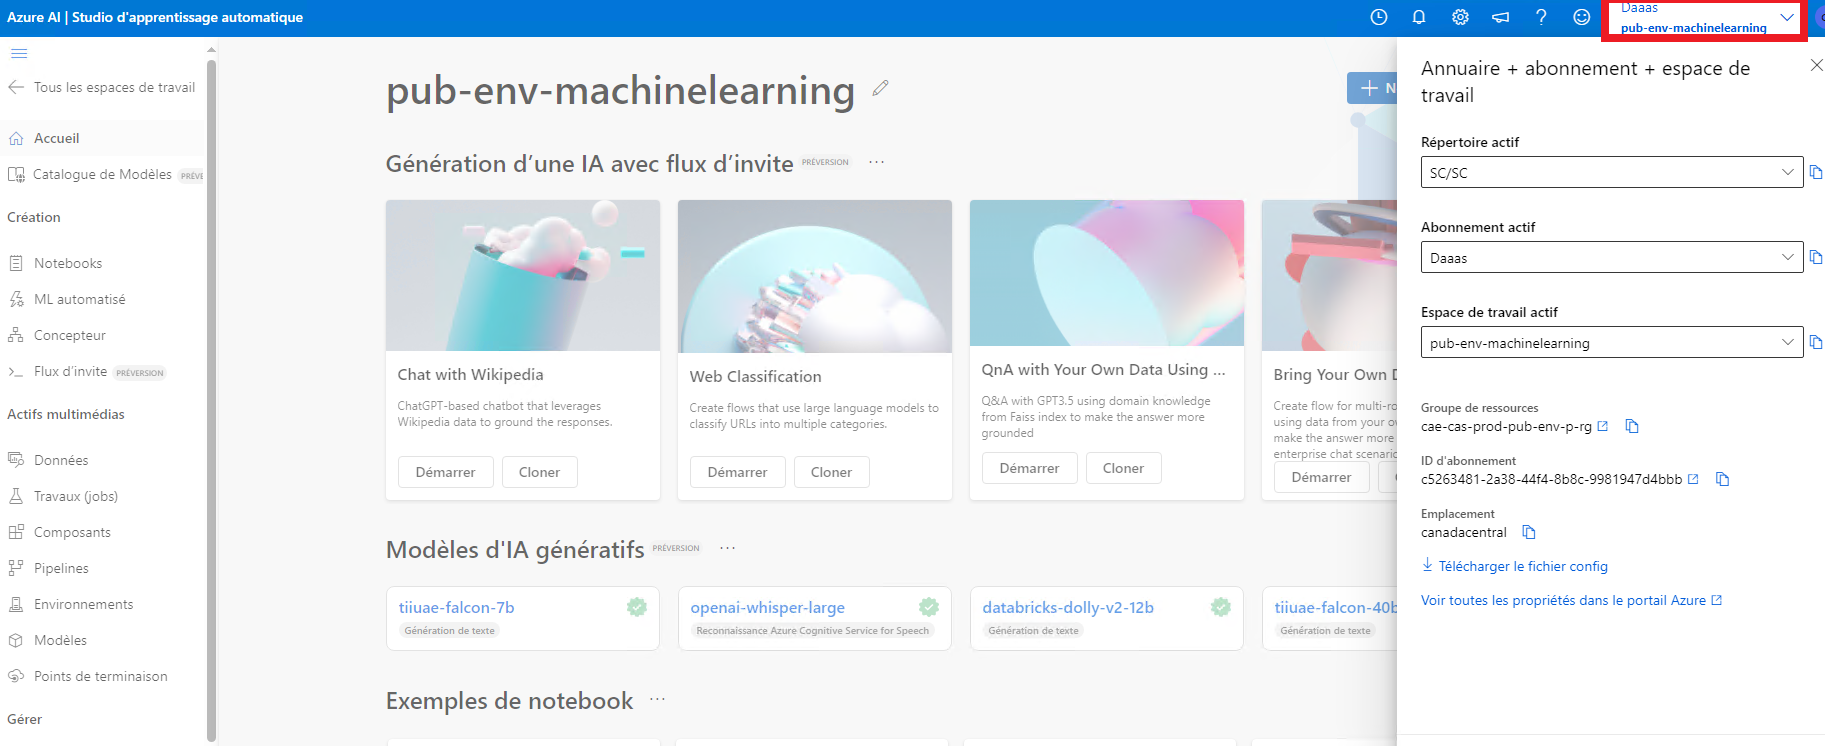 Azure AI | Studio d'apprentissage automatique
Daaas
pub-env-machinelearning
Tous les espaces de travail
Accueil
Catalogue de Modèles
Création
Notebooks
ML automatisé
Concepteur
Flux d'invite PRÉVERSION
Actifs multimédias
Données
Travaux (jobs)
Composants
Pipelines
Environnements
Modèles
Points de terminaison
Gérer
pub-env-machinelearning
Génération d’une IA avec flux d’invite PRÉVERSION ...
Chat with Wikipedia
ChatGPT-based chatbot that leverages
Wikipedia data to ground the responses.
Démarrer Cloner
Web Classification
Create flows that use large language models to
classify URLs into multiple categories.
Démarrer Cloner
QnA with Your Own Data Using ...
Q&A with GPT3.5 using domain knowledge
from Faiss index to make the answer more
grounded
Démarrer Cloner
Bring Your Own
Create flow for multi-ro
using data from your o
make the answer more
enterprise chat scenaric
Démarrer
Modèles d'IA génératifs PRÉVERSION ...
tiiuae-falcon-7b
Génération de texte
openai-whisper-large
Reconnaissance Azure Cognitive Service for Speech
databricks-dolly-v2-12b
Génération de texte
tiiuae-falcon-40b
Génération de texte
Exemples de notebook ...
Annuaire + abonnement + espace de
travail
Répertoire actif
SC/SC
Abonnement actif
Daaas
Espace de travail actif
pub-env-machinelearning
Groupe de ressources
cae-cas-prod-pub-env-p-rg
ID d'abonnement
c5263481-2a38-44f4-8b8c-9981947d4bbb
Emplacement
canadacentral
Télécharger le fichier config
Voir toutes les propriétés dans le portail Azure